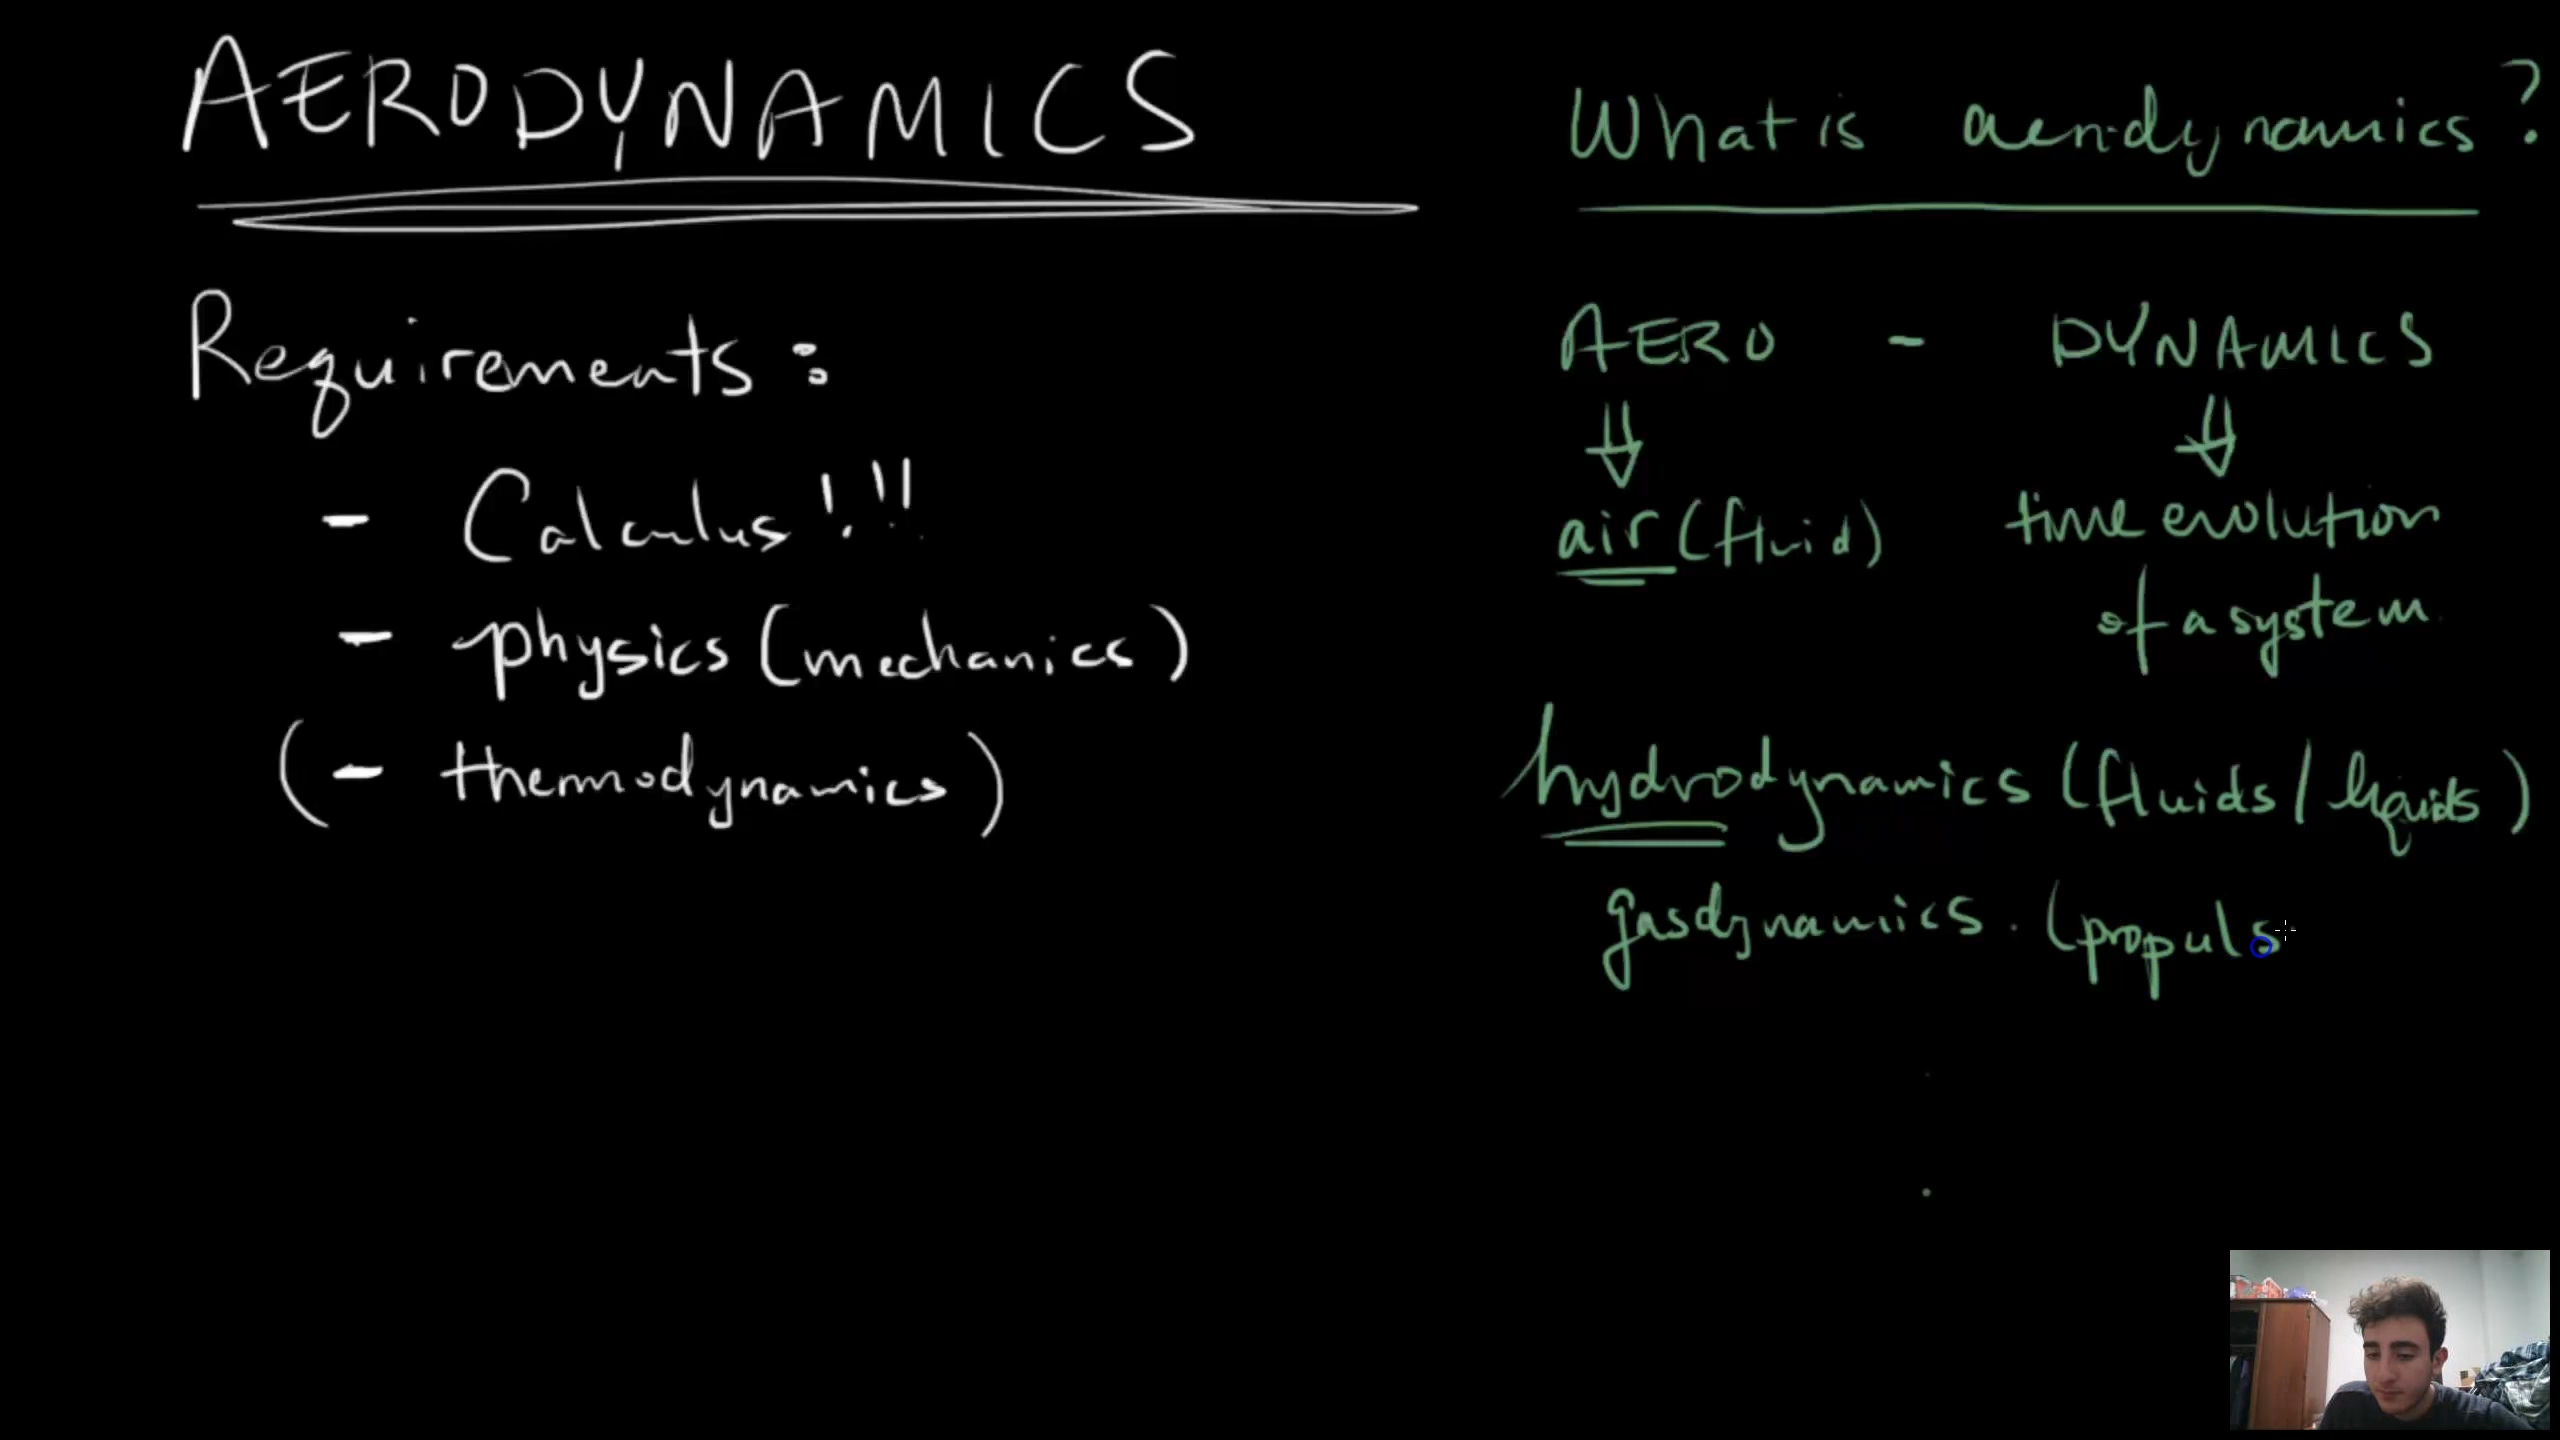 AERODYNAMICS
Requirements:
- Calculus!!!
- physics (mechanics)
(- thermodynamics)
What is aerodynamics?
AERO - DYNAMICS
air (fluid)
time evolution
of a system
hydrodynamics (fluids/liquids)
gasdynamics. (propuls